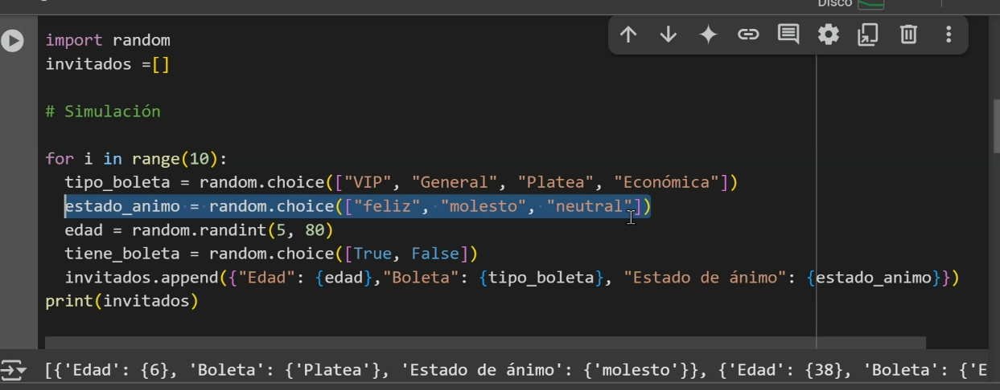 Disco
import random
invitados =[]
# Simulación
for i in range(10):
  tipo_boleta = random.choice(["VIP", "General", "Platea", "Económica"])
  estado_animo = random.choice(["feliz", "molesto", "neutral"])
  edad = random.randint(5, 80)
  tiene_boleta = random.choice([True, False])
  invitados.append({"Edad": {edad},"Boleta": {tipo_boleta}, "Estado de ánimo": {estado_animo}})
print(invitados)
[{'Edad': {6}, 'Boleta': {'Platea'}, 'Estado de ánimo': {'molesto'}}, {'Edad': {38}, 'Boleta': {'E